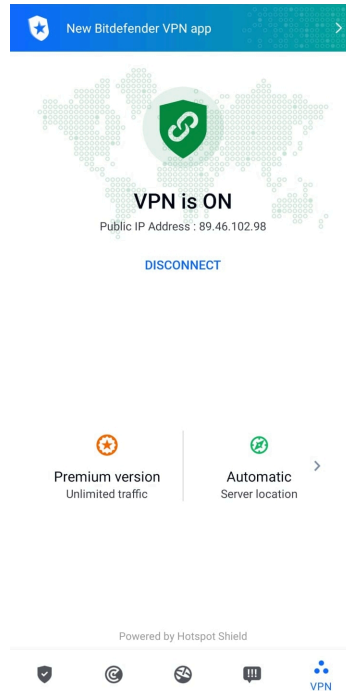 New Bitdefender VPN app
VPN is ON
Public IP Address : 89.46.102.98
DISCONNECT
Premium version
Unlimited traffic
Automatic
Server location
Powered by Hotspot Shield
VPN